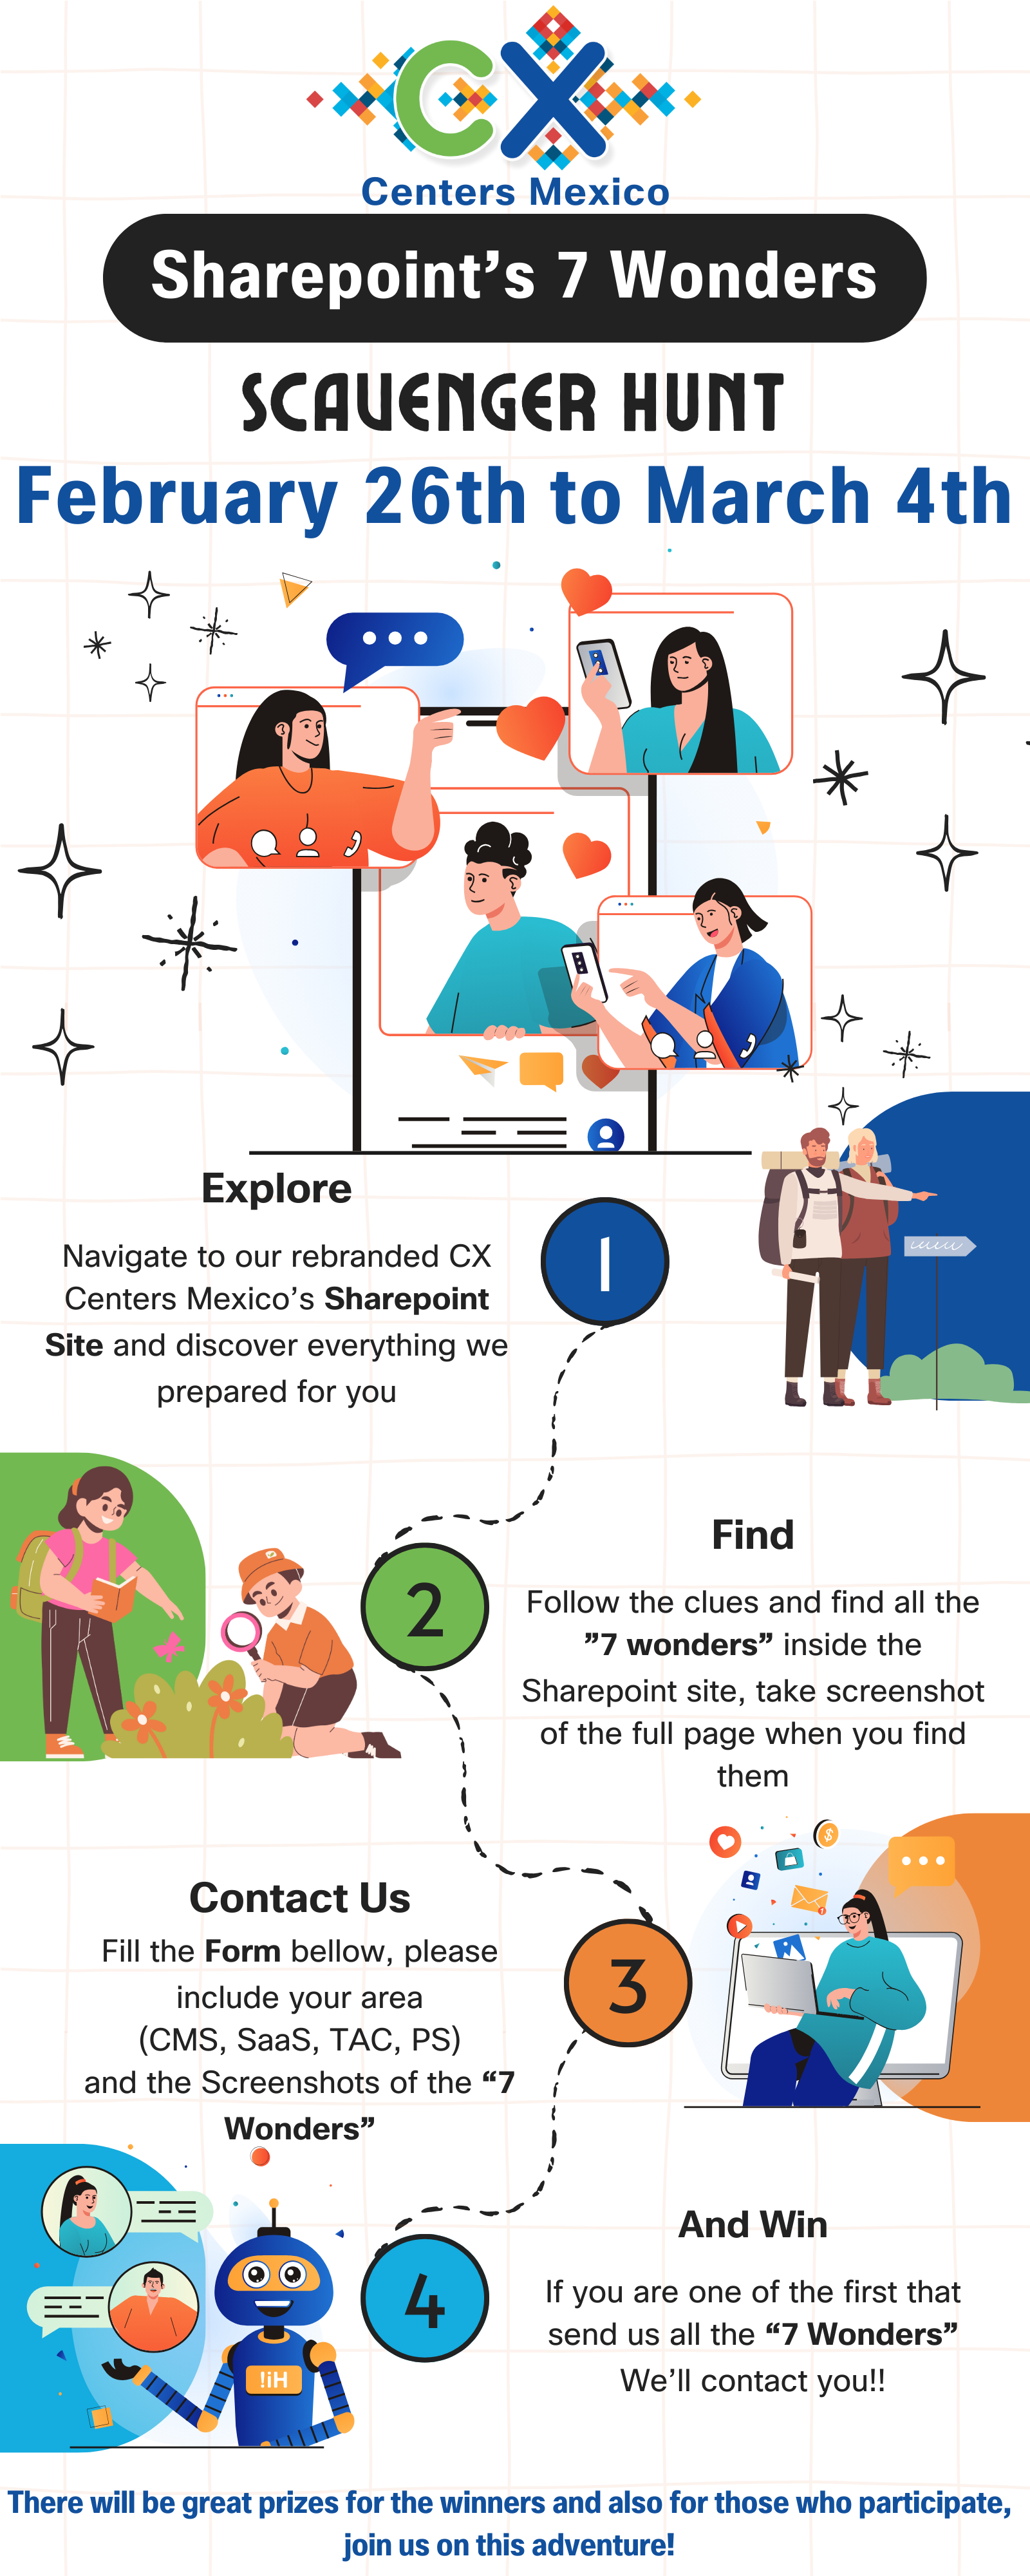 CX
Centers Mexico
Sharepoint’s 7 Wonders
SCAVENGER HUNT
February 26th to March 4th
Explore
1
Navigate to our rebranded CX
Centers Mexico’s Sharepoint
Site and discover everything we
prepared for you
Find
2
Follow the clues and find all the
”7 wonders” inside the
Sharepoint site, take screenshot
of the full page when you find
them
Contact Us
3
Fill the Form bellow, please
include your area
(CMS, SaaS, TAC, PS)
and the Screenshots of the “7
Wonders”
And Win
4
If you are one of the first that
send us all the “7 Wonders”
We’ll contact you!!
!iH
There will be great prizes for the winners and also for those who participate,
join us on this adventure!